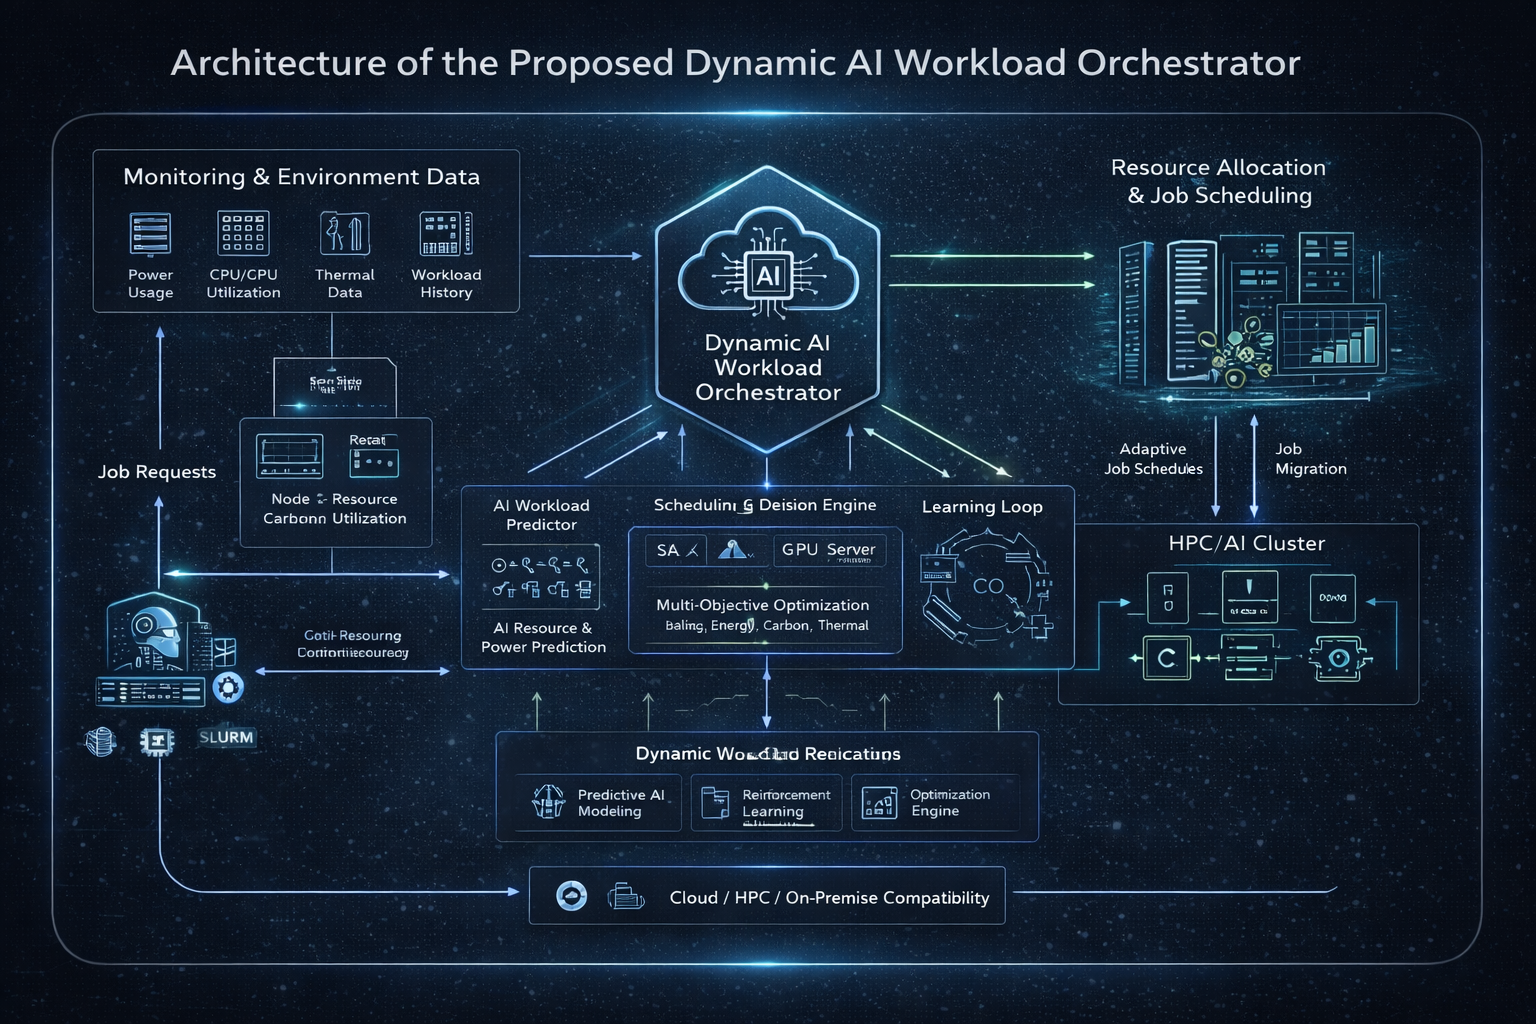 Architecture of the Proposed Dynamic AI Workload Orchestrator
Monitoring & Environment Data
Power
Usage
CPU/CPU
Utilization
Thermal
Data
Workload
History
AI
Dynamic AI
Workload
Orchestrator
Resource Allocation
& Job Scheduling
Job Requests
Node Resource
Utilization
Adaptive
Job Schedules
Job
Migration
AI Workload
Predictor
AI Resource &
Power Prediction
Engine
SA
GPU Server
Multi-Objective Optimization
Baling, Energy, Carbon, Thermal
Learning Loop
CO
HPC/AI Cluster
C
SLURM
Dynamic
Predictive AI
Modeling
Reinforcement
Learning
Optimization
Engine
Cloud / HPC / On-Premise Compatibility